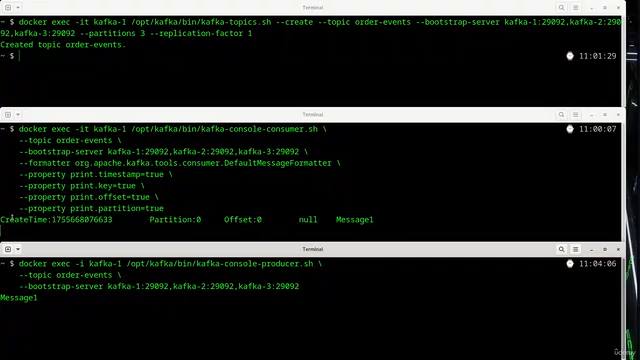 Terminal
~ $ docker exec -it kafka-1 /opt/kafka/bin/kafka-topics.sh --create --topic order-events --bootstrap-server kafka-1:29092,kafka-2:290
92,kafka-3:29092 --partitions 3 --replication-factor 1
Created topic order-events.
~ $ 11:01:29
Terminal
~ $ docker exec -it kafka-1 /opt/kafka/bin/kafka-console-consumer.sh \ 11:00:07
--topic order-events \
--bootstrap-server kafka-1:29092,kafka-2:29092,kafka-3:29092 \
--formatter org.apache.kafka.tools.consumer.DefaultMessageFormatter \
--property print.timestamp=true \
--property print.key=true \
--property print.offset=true \
--property print.partition=true
CreateTime:1755668076633 Partition:0 Offset:0 null Message1
Terminal
~ $ docker exec -i kafka-1 /opt/kafka/bin/kafka-console-producer.sh \ 11:04:06
--topic order-events \
--bootstrap-server kafka-1:29092,kafka-2:29092,kafka-3:29092
Message1
udemy